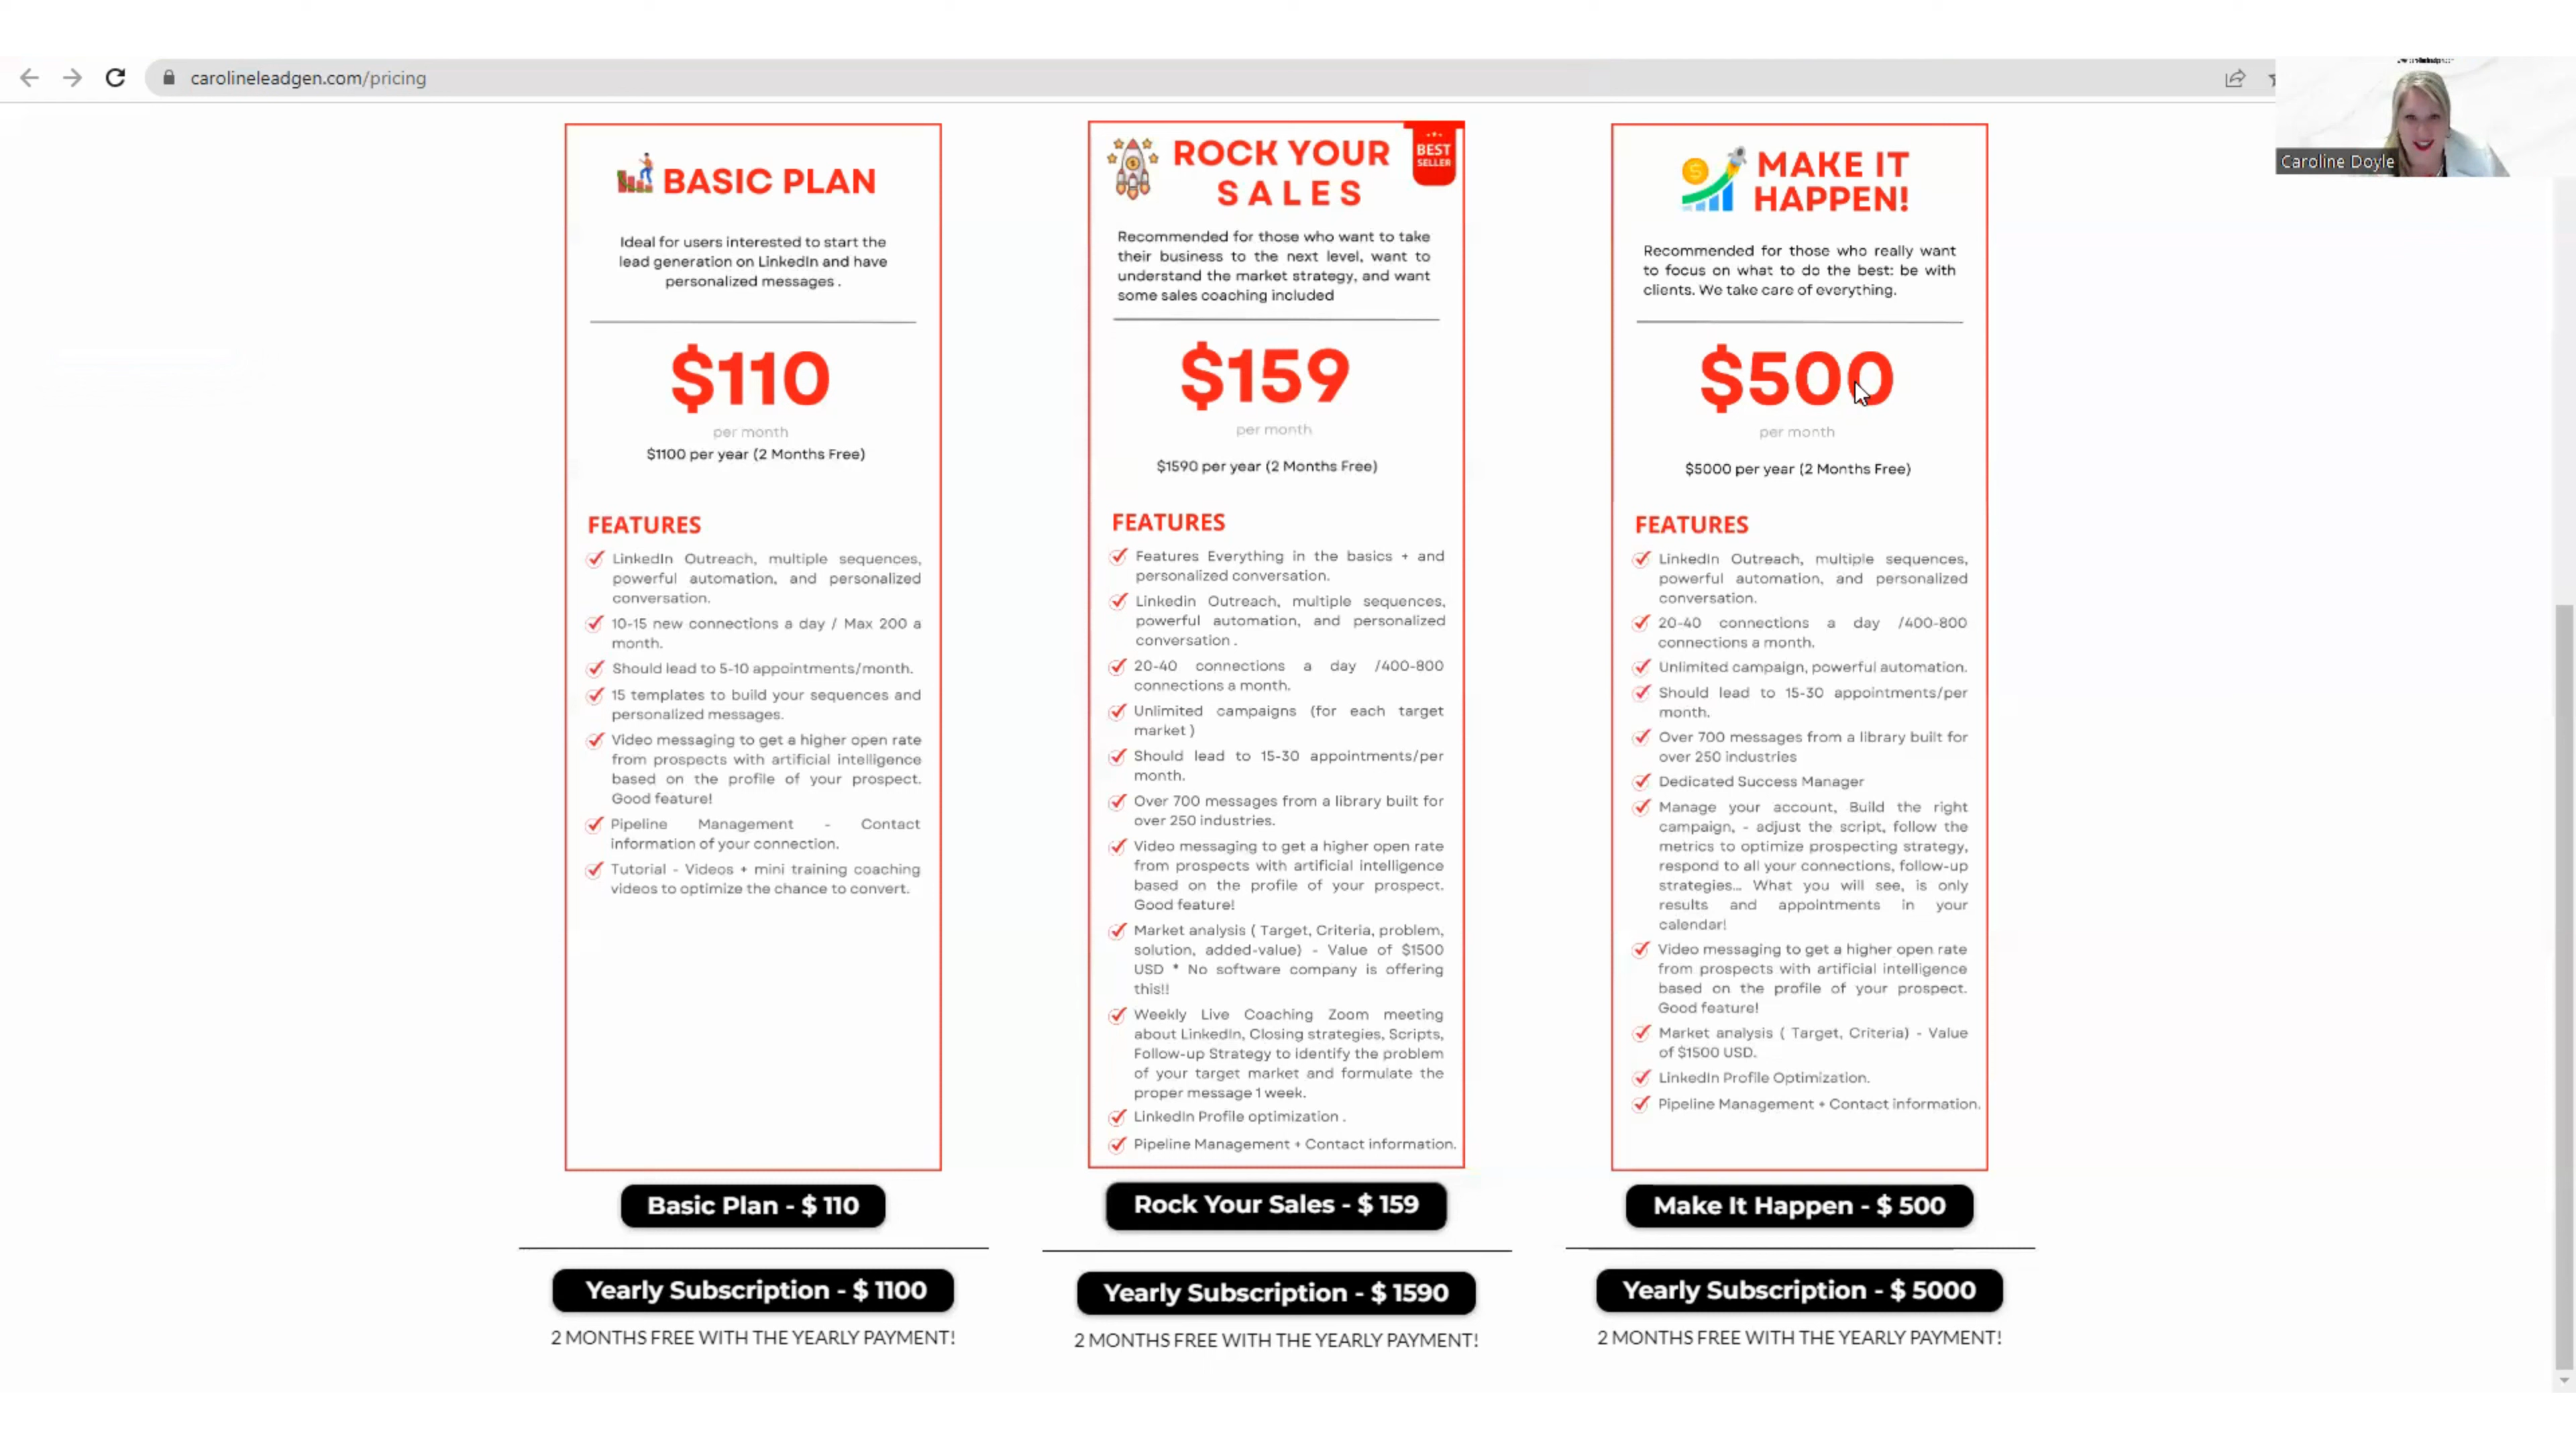 carolineleadgen.com/pricing
Caroline Doyle
BASIC PLAN
Ideal for users interested to start the
lead generation on LinkedIn and have
personalized messages .
$110
per month
$1100 per year (2 Months Free)
FEATURES
LinkedIn Outreach, multiple sequences,
powerful automation, and personalized
conversation.
10-15 new connections a day / Max 200 a
month.
Should lead to 5-10 appointments/month.
15 templates to build your sequences and
personalized messages.
Video messaging to get a higher open rate
from prospects with artificial intelligence
based on the profile of your prospect.
Good feature!
Pipeline Management - Contact
information of your connection.
Tutorial - Videos + mini training coaching
videos to optimize the chance to convert.
Basic Plan - $ 110
Yearly Subscription - $ 1100
2 MONTHS FREE WITH THE YEARLY PAYMENT!
ROCK YOUR
SALES
BEST
SELLER
Recommended for those who want to take
their business to the next level, want to
understand the market strategy, and want
some sales coaching included
$159
per month
$1590 per year (2 Months Free)
FEATURES
Features Everything in the basics + and
personalized conversation.
Linkedin Outreach, multiple sequences,
powerful automation, and personalized
conversation .
20-40 connections a day /400-800
connections a month.
Unlimited campaigns (for each target
market )
Should lead to 15-30 appointments/per
month.
Over 700 messages from a library built for
over 250 industries.
Video messaging to get a higher open rate
from prospects with artificial intelligence
based on the profile of your prospect.
Good feature!
Market analysis ( Target, Criteria, problem,
solution, added-value) - Value of $1500
USD * No software company is offering
this!!
Weekly Live Coaching Zoom meeting
about LinkedIn, Closing strategies, Scripts,
Follow-up Strategy to identify the problem
of your target market and formulate the
proper message 1 week.
LinkedIn Profile optimization .
Pipeline Management + Contact information.
Rock Your Sales - $ 159
Yearly Subscription - $ 1590
2 MONTHS FREE WITH THE YEARLY PAYMENT!
MAKE IT
HAPPEN!
Recommended for those who really want
to focus on what to do the best: be with
clients. We take care of everything.
$500
per month
$5000 per year (2 Months Free)
FEATURES
LinkedIn Outreach, multiple sequences,
powerful automation, and personalized
conversation.
20-40 connections a day /400-800
connections a month.
Unlimited campaign, powerful automation.
Should lead to 15-30 appointments/per
month.
Over 700 messages from a library built for
over 250 industries
Dedicated Success Manager
Manage your account, Build the right
campaign, - adjust the script, follow the
metrics to optimize prospecting strategy,
respond to all your connections, follow-up
strategies... What you will see, is only
results and appointments in your
calendar!
Video messaging to get a higher open rate
from prospects with artificial intelligence
based on the profile of your prospect.
Good feature!
Market analysis ( Target, Criteria) - Value
of $1500 USD.
LinkedIn Profile Optimization.
Pipeline Management + Contact information.
Make It Happen - $ 500
Yearly Subscription - $ 5000
2 MONTHS FREE WITH THE YEARLY PAYMENT!